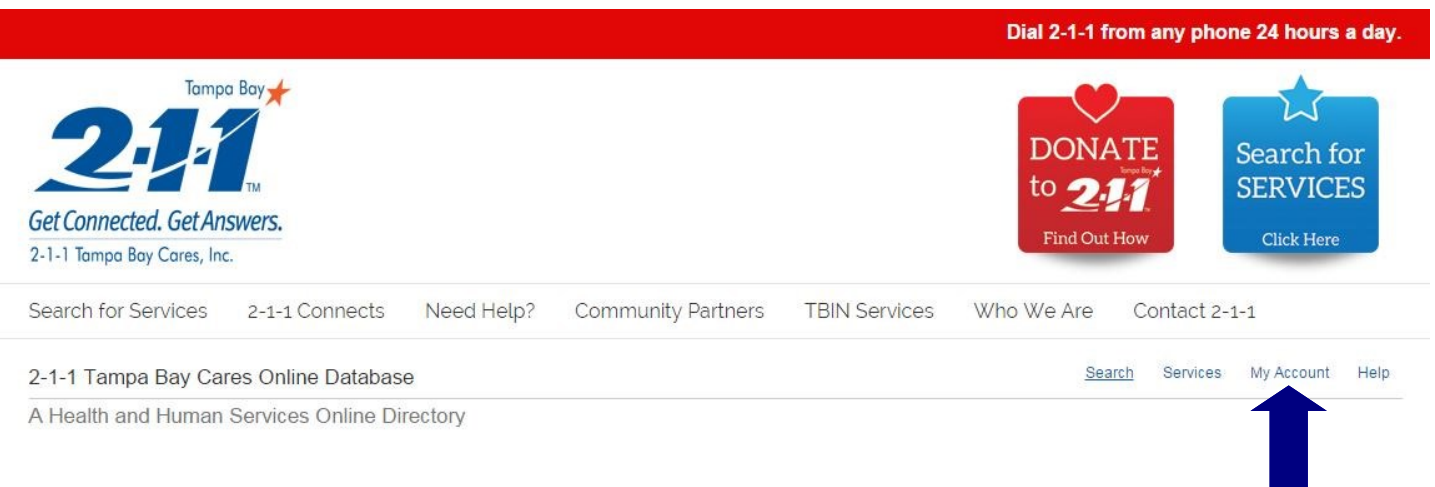 Dial 2-1-1 from any phone 24 hours a day.
Tampa Bay
2-1-1 TM
Get Connected. Get Answers.
2-1-1 Tampa Bay Cares, Inc.
DONATE
to Tampa Bay 2-1-1
Find Out How
Search for
SERVICES
Click Here
Search for Services 2-1-1 Connects Need Help? Community Partners TBIN Services Who We Are Contact 2-1-1
2-1-1 Tampa Bay Cares Online Database
Search Services My Account Help
A Health and Human Services Online Directory